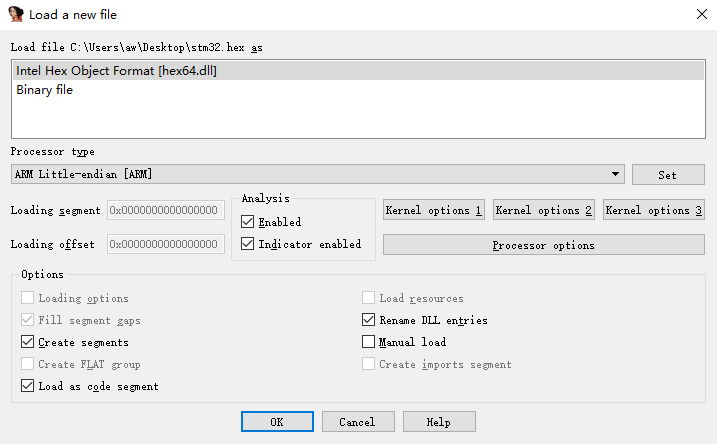 Load a new file
Load file C:\Users\aw\Desktop\stm32.hex as
Intel Hex Object Format [hex64.dll]
Binary file
Processor type
ARM Little-endian [ARM]
Set
Loading segment 0x0000000000000000
Loading offset 0x0000000000000000
Analysis
Enabled
Indicator enabled
Kernel options 1 Kernel options 2 Kernel options 3
Processor options
Options
Loading options
Fill segment gaps
Create segments
Create FLAT group
Load as code segment
Load resources
Rename DLL entries
Manual load
Create imports segment
OK Cancel Help